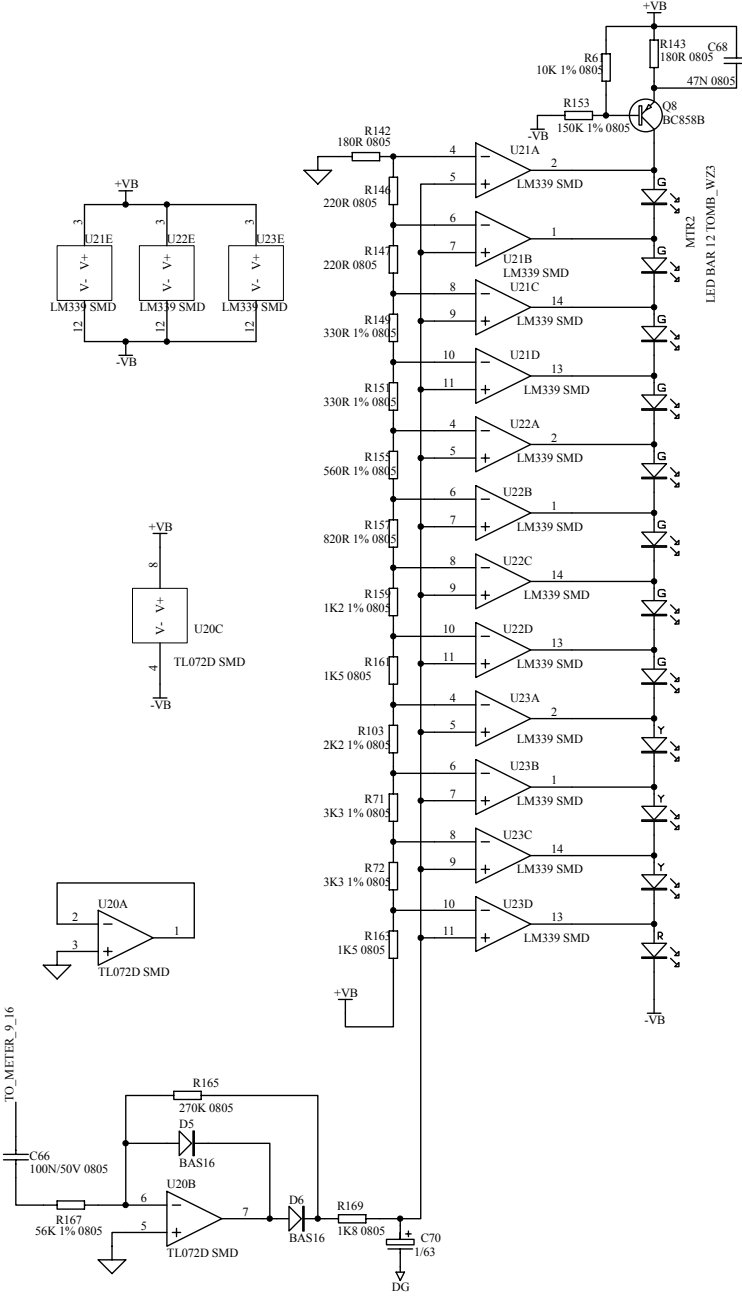 +VB
R61
10K 1% 0805
R143
180R 0805
C68
47N 0805
R153
150K 1% 0805
-VB
Q8
BC858B
R142
180R 0805
4
5
U21A
2
LM339 SMD
G
R146
220R 0805
6
7
1
U21B
LM339 SMD
G
MTR2
LED BAR 12 TOMB_WZ3
+VB
3
U21E
V- V+
LM339 SMD
12
3
U22E
V- V+
LM339 SMD
12
3
U23E
V- V+
LM339 SMD
12
-VB
R147
220R 0805
8
9
U21C
14
LM339 SMD
G
R149
330R 1% 0805
10
11
U21D
13
LM339 SMD
G
R151
330R 1% 0805
4
5
U22A
2
LM339 SMD
G
R155
560R 1% 0805
6
7
U22B
1
LM339 SMD
G
R157
820R 1% 0805
8
9
U22C
14
LM339 SMD
G
+VB
8
V- V+
U20C
4
TL072D SMD
-VB
R159
1K2 1% 0805
10
11
U22D
13
LM339 SMD
G
R161
1K5 0805
4
5
U23A
2
LM339 SMD
Y
R103
2K2 1% 0805
6
7
U23B
1
LM339 SMD
Y
R71
3K3 1% 0805
8
9
U23C
14
LM339 SMD
Y
R72
3K3 1% 0805
10
11
U23D
13
LM339 SMD
R
R163
1K5 0805
+VB
-VB
U20A
2
3
1
TL072D SMD
TO_METER_9_16
C66
100N/50V 0805
R167
56K 1% 0805
R165
270K 0805
D5
BAS16
U20B
6
5
7
TL072D SMD
D6
BAS16
R169
1K8 0805
+
C70
1/63
DG